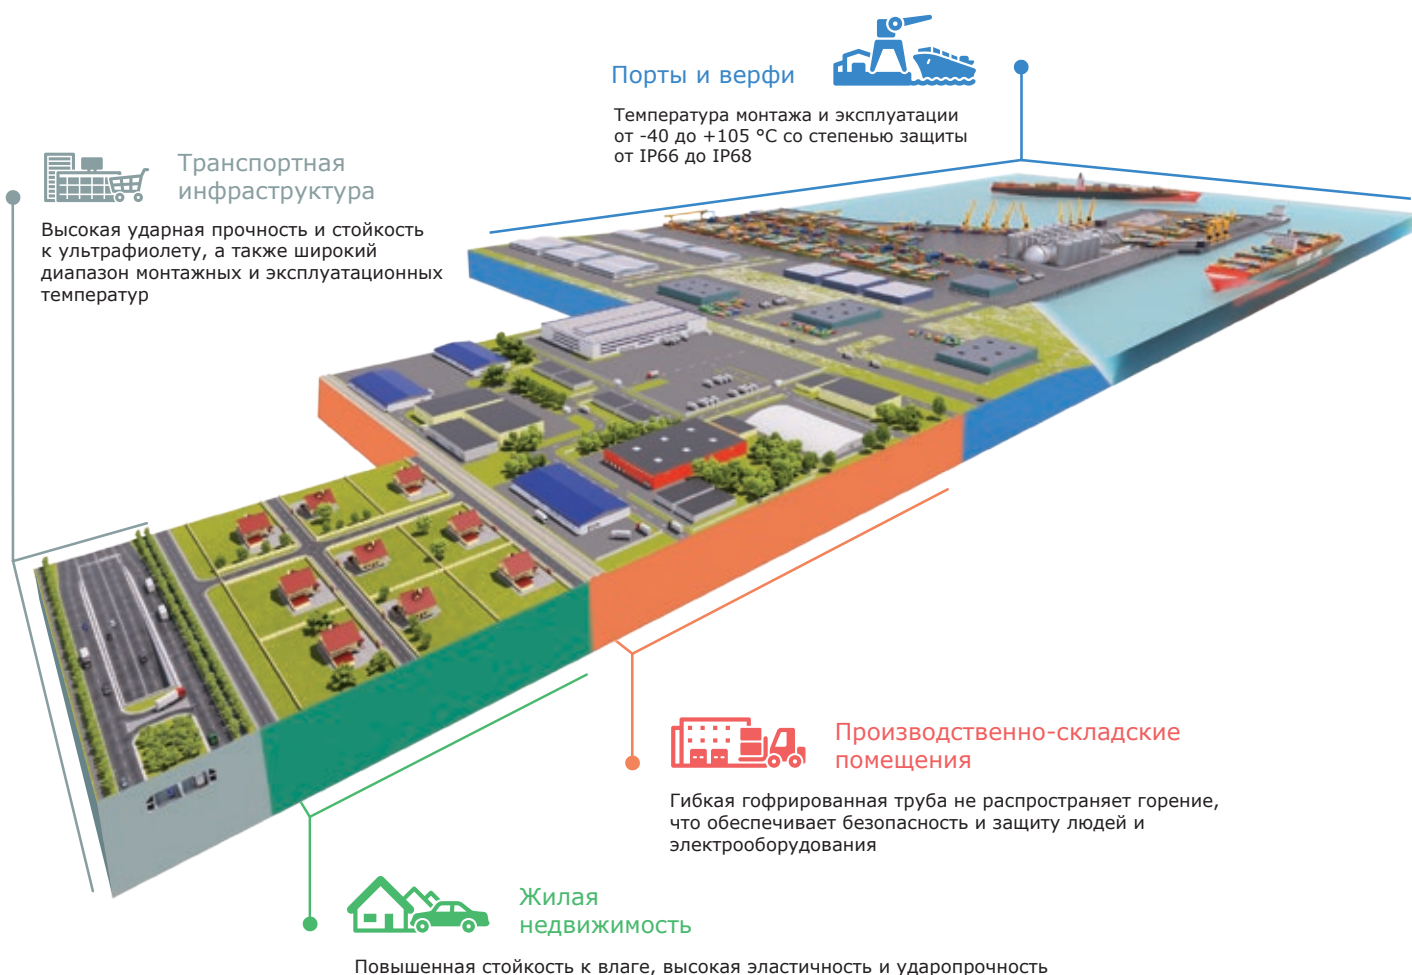 Порты и верфи
Температура монтажа и эксплуатации
от -40 до +105 °C со степенью защиты
от IP66 до IP68
Транспортная
инфраструктура
Высокая ударная прочность и стойкость
к ультрафиолету, а также широкий
диапазон монтажных и эксплуатационных
температур
Производственно-складские
помещения
Гибкая гофрированная труба не распространяет горение,
что обеспечивает безопасность и защиту людей и
электрооборудования
Жилая
недвижимость
Повышенная стойкость к влаге, высокая эластичность и ударопрочность